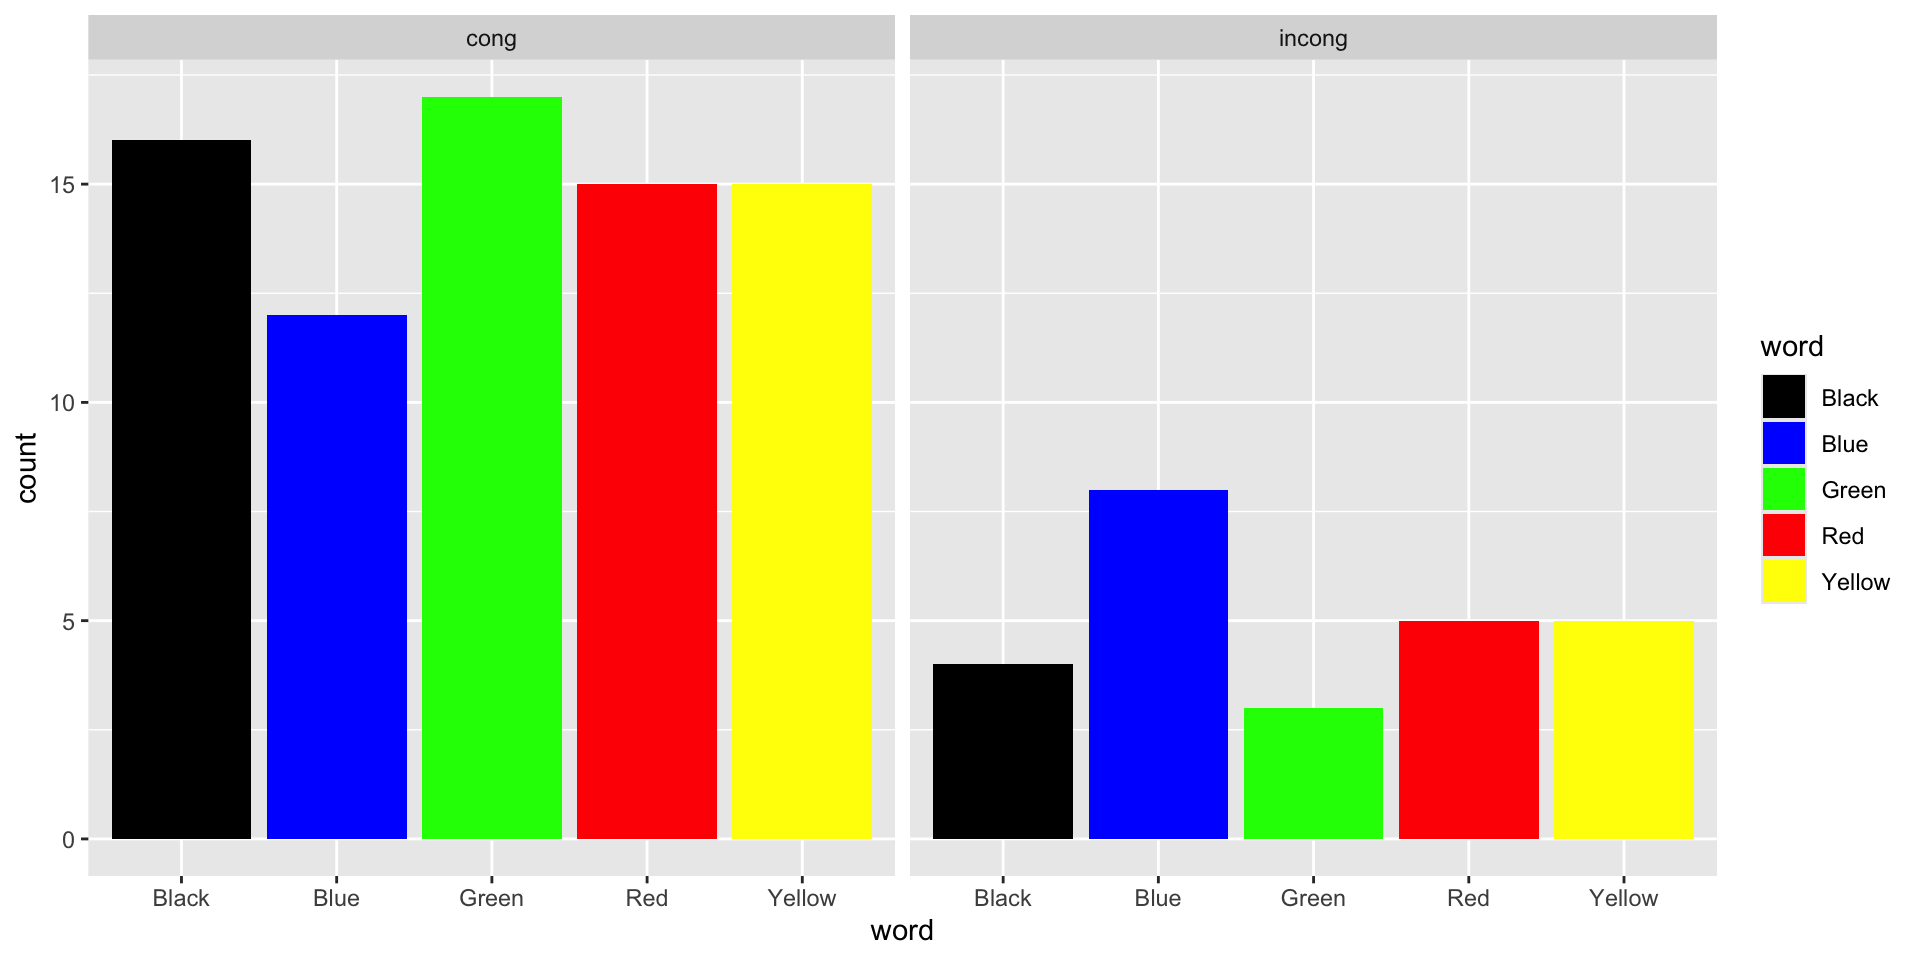 cong
incong
15
10
5
0
count
Black Blue Green Red Yellow
Black Blue Green Red Yellow
word
word
Black
Blue
Green
Red
Yellow